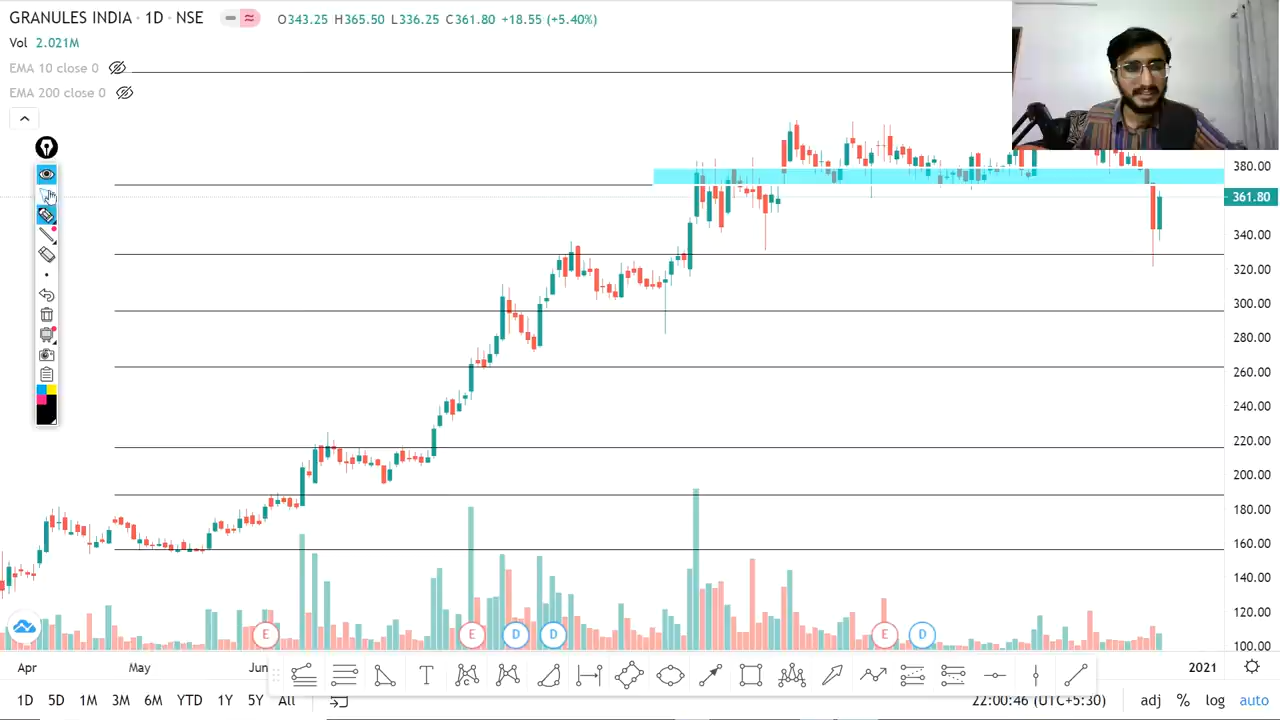 GRANULES INDIA · 1D · NSE O343.25 H365.50 L336.25 C361.80 +18.55 (+5.40%)
Vol 2.021M
EMA 10 close 0
EMA 200 close 0
380.00
361.80
340.00
320.00
300.00
280.00
260.00
240.00
220.00
200.00
180.00
160.00
140.00
120.00
100.00
E E D D E D
Apr May Jun 2021
T
1D 5D 1M 3M 6M YTD 1Y 5Y All 22:00:46 (UTC+5:30) adj % log auto